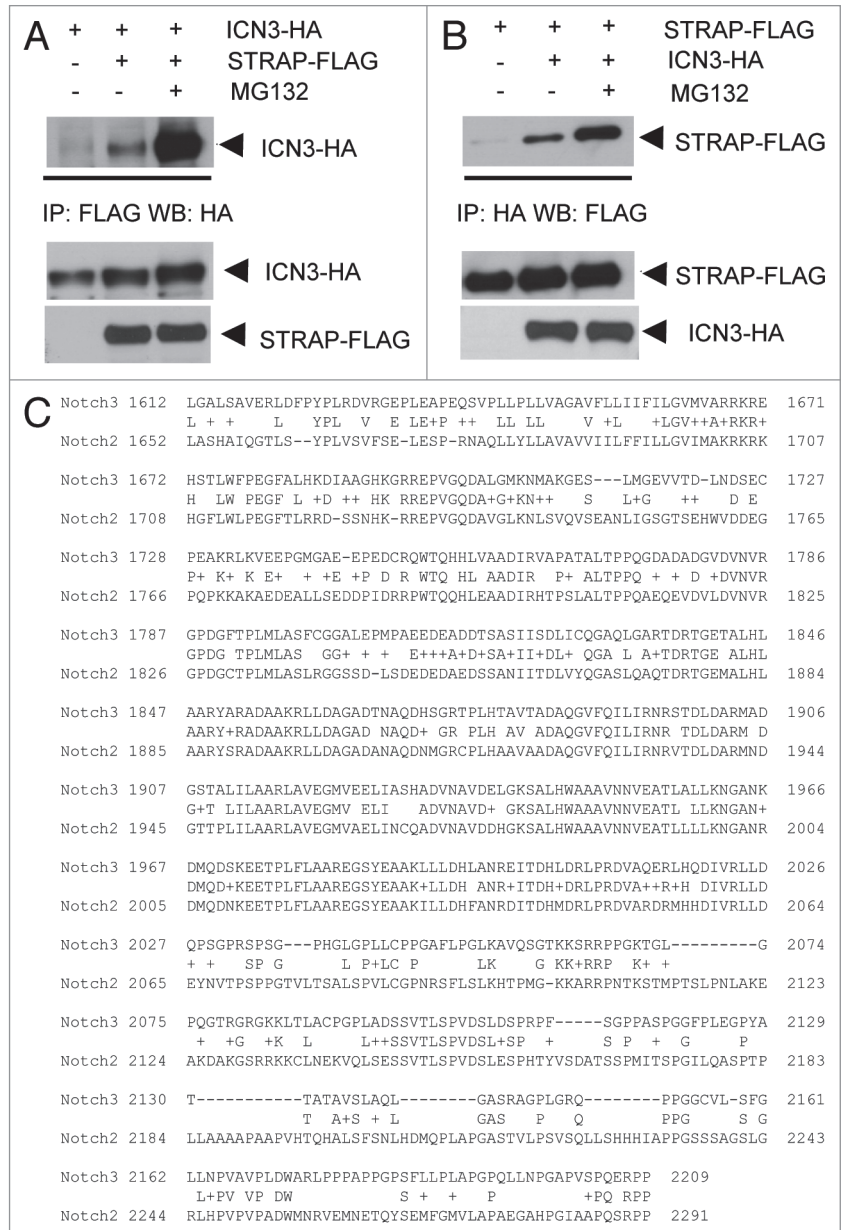 A
+ + + ICN3-HA
- + + STRAP-FLAG
- - + MG132
ICN3-HA
IP: FLAG WB: HA
ICN3-HA
STRAP-FLAG
B
+ + + STRAP-FLAG
- + + ICN3-HA
- - + MG132
STRAP-FLAG
IP: HA WB: FLAG
STRAP-FLAG
ICN3-HA
C
Notch3 1612 LGALSAVERLDFPYPLRDVRGEPLEAPEQSVPLLPLLVAGAVFLLIIFILGVMVARRKRE 1671
L + + L YPL V E LE+P ++ LL LL V +L +LGV++A+RKR+
Notch2 1652 LASHAIQGTLS--YPLVSVFSE-LESP-RNAQLLYLLAVAVVIILFFILLGVIMAKRKRK 1707
Notch3 1672 HSTLWFPEGFALHKDIAAGHKGRREPVGQDALGMKNMAKGES---LMGEVVTD-LNDSEC 1727
H LW PEGF L +D ++ HK RREPVGQDA+G+KN++ S L+G ++ D E
Notch2 1708 HGFLWLPEGFTLRRD-SSNHK-RREPVGQDAVGLKNLSVQVSEANLIGSGTSEHWVDDEG 1765
Notch3 1728 PEAKRLKVEEPGMGAE-EPEDCRQWTQHHLVAADIRVAPATALTPPQGDADADGVDVNVR 1786
P+ K+ K E+ + +E +P D R WTQ HL AADIR P+ ALTPPQ + + D +DVNVR
Notch2 1766 PQPKKAKAEDEALLSEDDPIDRRPWTQQHLEAADIRHTPSLALTPPQAEQEVDVLDVNVR 1825
Notch3 1787 GPDGFTPLMLASFCGGALEPMPAEEDEADDTSASIISDLICQGAQLGARTDRTGETALHL 1846
GPDG TPLMLAS GG+ + + E+++A+D+SA+II+DL+ QGA L A+TDRTGE ALHL
Notch2 1826 GPDGCTPLMLASLRGGSSD-LSDEDEDAEDSSANIITDLVYQGASLQAQTDRTGEMALHL 1884
Notch3 1847 AARYARADAAKRLLDAGADTNAQDHSGRTPLHTAVTADAQGVFQILIRNRSTDLDARMAD 1906
AARY+RADAAKRLLDAGAD NAQD+ GR PLH AV ADAQGVFQILIRNR TDLDARM D
Notch2 1885 AARYSRADAAKRLLDAGADANAQDNMGRCPLHAAVAADAQGVFQILIRNRVTDLDARMND 1944
Notch3 1907 GSTALILAARLAVEGMVEELIASHADVNAVDELGKSALHWAAAVNNVEATLALLKNGANK 1966
G+T LILAARLAVEGMV ELI ADVNAVD+ GKSALHWAAAVNNVEATL LLKNGAN+
Notch2 1945 GTTPLILAARLAVEGMVAELINCQADVNAVDDHGKSALHWAAAVNNVEATLLLLKNGANR 2004
Notch3 1967 DMQDSKEETPLFLAAREGSYEAAKLLLDHLANREITDHLDRLPRDVAQERLHQDIVRLLD 2026
DMQD+KEETPLFLAAREGSYEAAK+LLDH ANR+ITDH+DRLPRDVA++R+H DIVRLLD
Notch2 2005 DMQDNKEETPLFLAAREGSYEAAKILLDHFANRDITDHMDRLPRDVARDRMHHDIVRLLD 2064
Notch3 2027 QPSGPRSPSG---PHGLGPLLCPPGAFLPGLKAVQSGTKKSRRPPGKTGL---------G 2074
+ + SP G L P+LC P LK G KK+RRP K+ +
Notch2 2065 EYNVTPSPPGTVLTSALSPVLCGPNRSFLSLKHTPMG-KKARRPNTKSTMPTSLPNLAKE 2123
Notch3 2075 PQGTRGRGKKLTLACPGPLADSSVTLSPVDSLDSPRPF-----SGPPASPGGFPLEGPYA 2129
+ +G +K L L++SSVTLSPVDSL+SP + S P + G P
Notch2 2124 AKDAKGSRRKKCLNEKVQLSESSVTLSPVDSLESPHTYVSDATSSPMITSPGILQASPTP 2183
Notch3 2130 T-----------TATAVSLAQL--------GASRAGPLGRQ--------PPGGCVL-SFG 2161
T A+S + L GAS P Q PPG S G
Notch2 2184 LLAAAAPAAPVHTQHALSFSNLHDMQPLAPGASTVLPSVSQLLSHHHIAPPGSSSAGSLG 2243
Notch3 2162 LLNPVAVPLDWARLPPPAPPGPSFLLPLAPGPQLLNPGAPVSPQERPP 2209
L+PV VP DW S + + P +PQ RPP
Notch2 2244 RLHPVPVPADWMNRVEMNETQYSEMFGMVLAPAEGAHPGIAAPQSRPP 2291